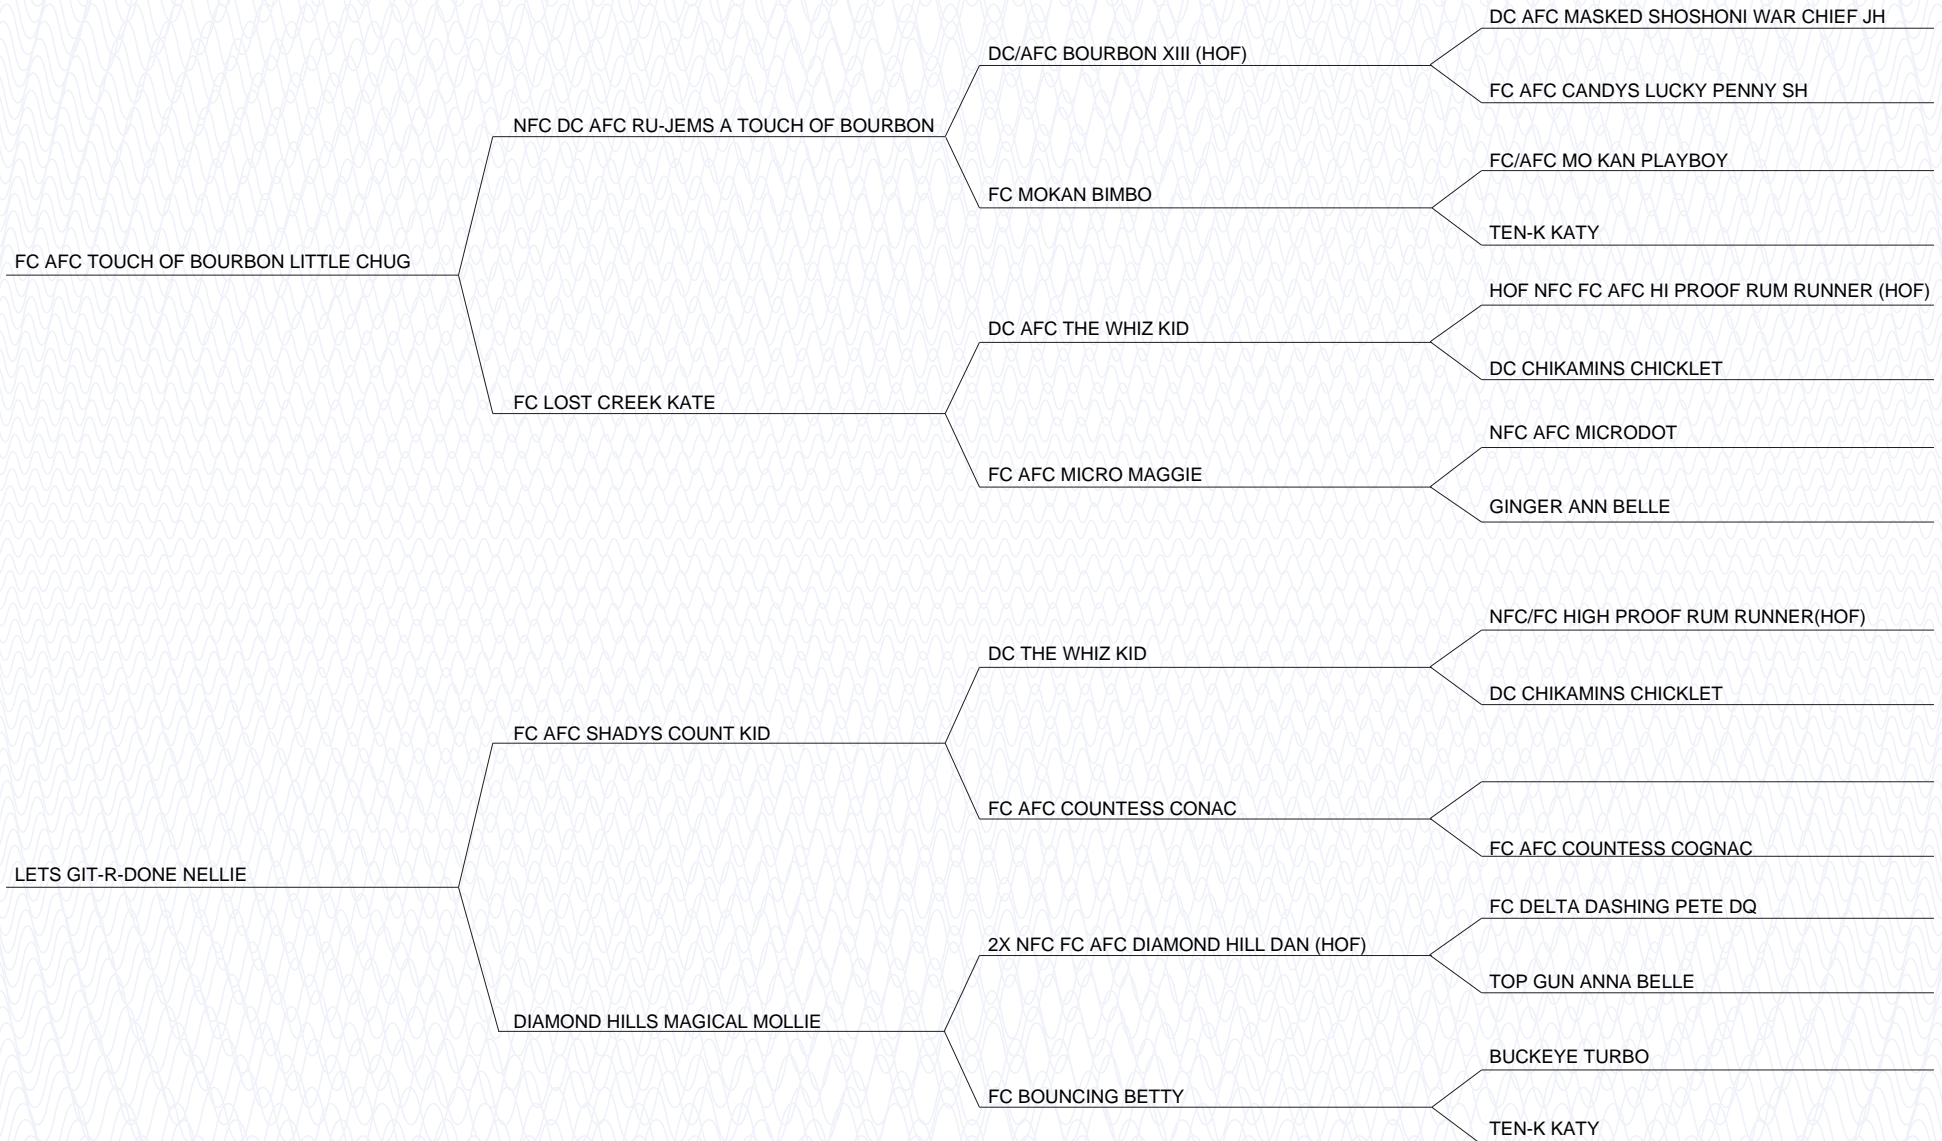 DC AFC MASKED SHOSHONI WAR CHIEF JH
DC/AFC BOURBON XIII (HOF)
FC AFC CANDYS LUCKY PENNY SH
NFC DC AFC RU-JEMS A TOUCH OF BOURBON
FC/AFC MO KAN PLAYBOY
FC MOKAN BIMBO
TEN-K KATY
FC AFC TOUCH OF BOURBON LITTLE CHUG
HOF NFC FC AFC HI PROOF RUM RUNNER (HOF)
DC AFC THE WHIZ KID
DC CHIKAMINS CHICKLET
FC LOST CREEK KATE
NFC AFC MICRODOT
FC AFC MICRO MAGGIE
GINGER ANN BELLE
NFC/FC HIGH PROOF RUM RUNNER(HOF)
DC THE WHIZ KID
DC CHIKAMINS CHICKLET
FC AFC SHADYS COUNT KID
FC AFC COUNTESS CONAC
FC AFC COUNTESS COGNAC
LETS GIT-R-DONE NELLIE
FC DELTA DASHING PETE DQ
2X NFC FC AFC DIAMOND HILL DAN (HOF)
TOP GUN ANNA BELLE
DIAMOND HILLS MAGICAL MOLLIE
BUCKEYE TURBO
FC BOUNCING BETTY
TEN-K KATY